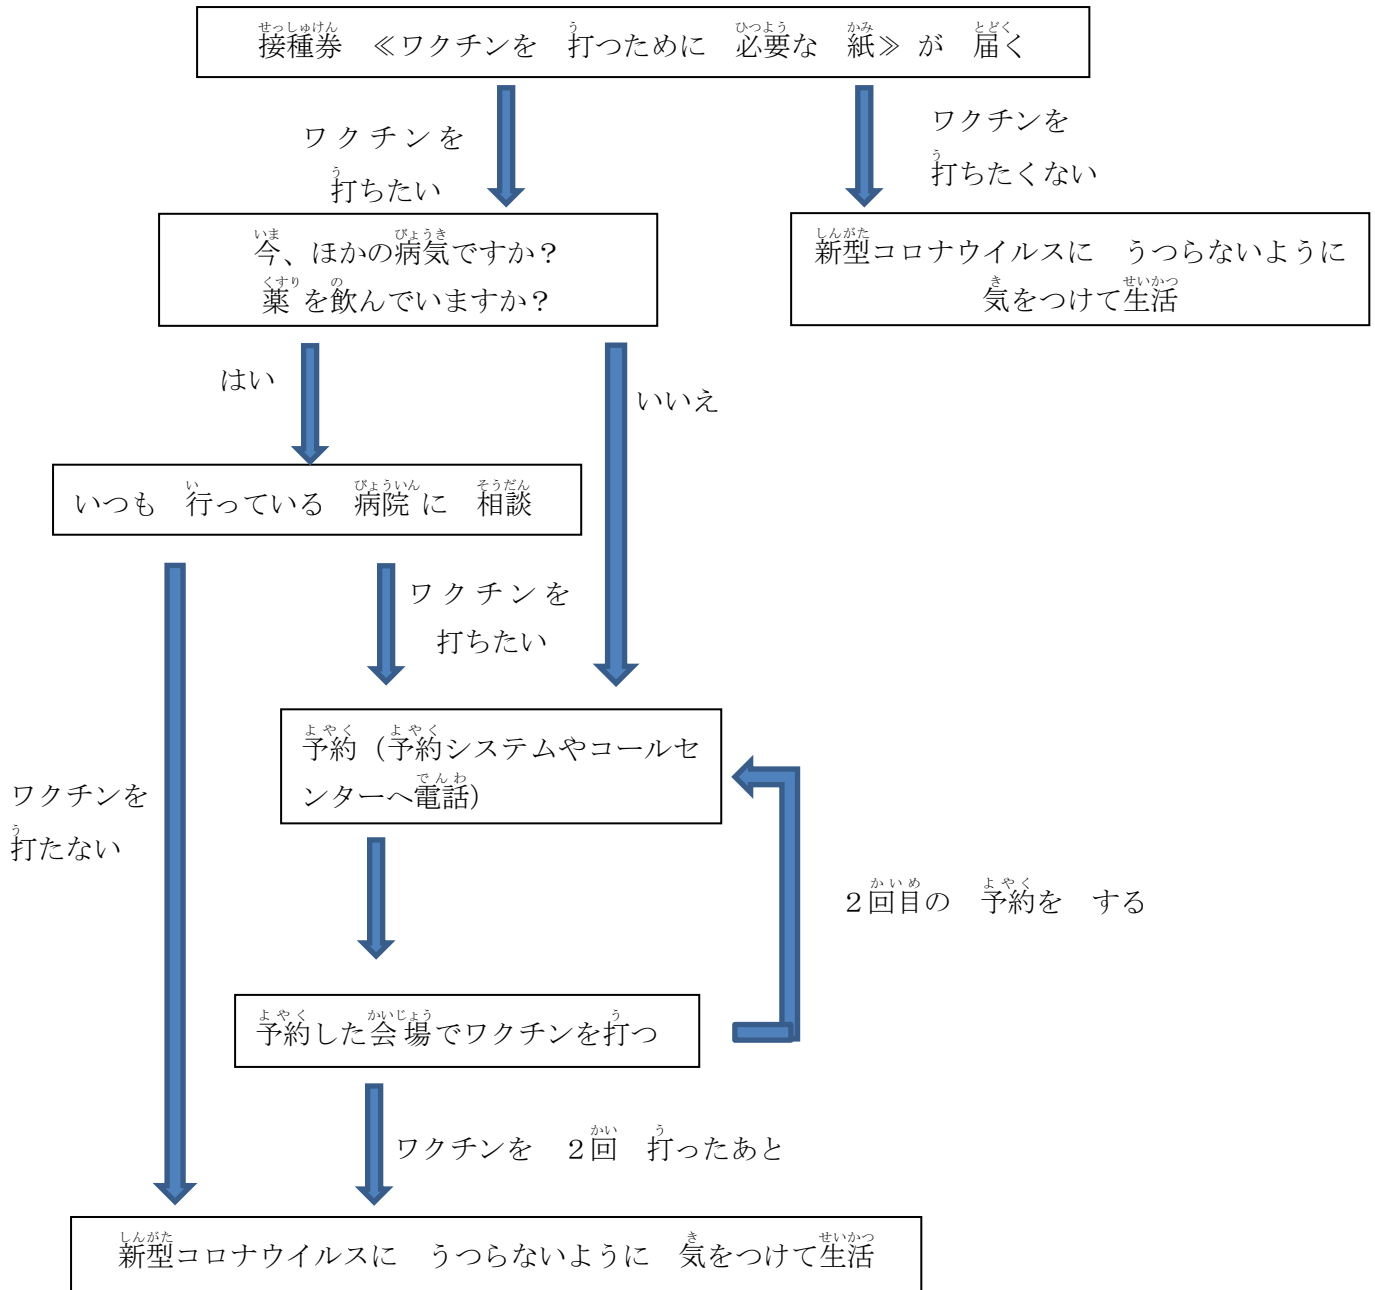 接種券　≪ワクチンを　打つために　必要な　紙≫ が　届く
ワクチンを
打ちたい
ワクチンを
打ちたくない
今、ほかの病気ですか？
薬を飲んでいますか？
新型コロナウイルスに　うつらないように
気をつけて生活
はい
いいえ
いつも　行っている　病院に　相談
ワクチンを
打ちたい
予約（予約システムやコールセ
ンターへ電話）
ワクチンを
打たない
２回目の　予約を　する
予約した会場でワクチンを打つ
ワクチンを　２回　打ったあと
新型コロナウイルスに　うつらないように　気をつけて生活